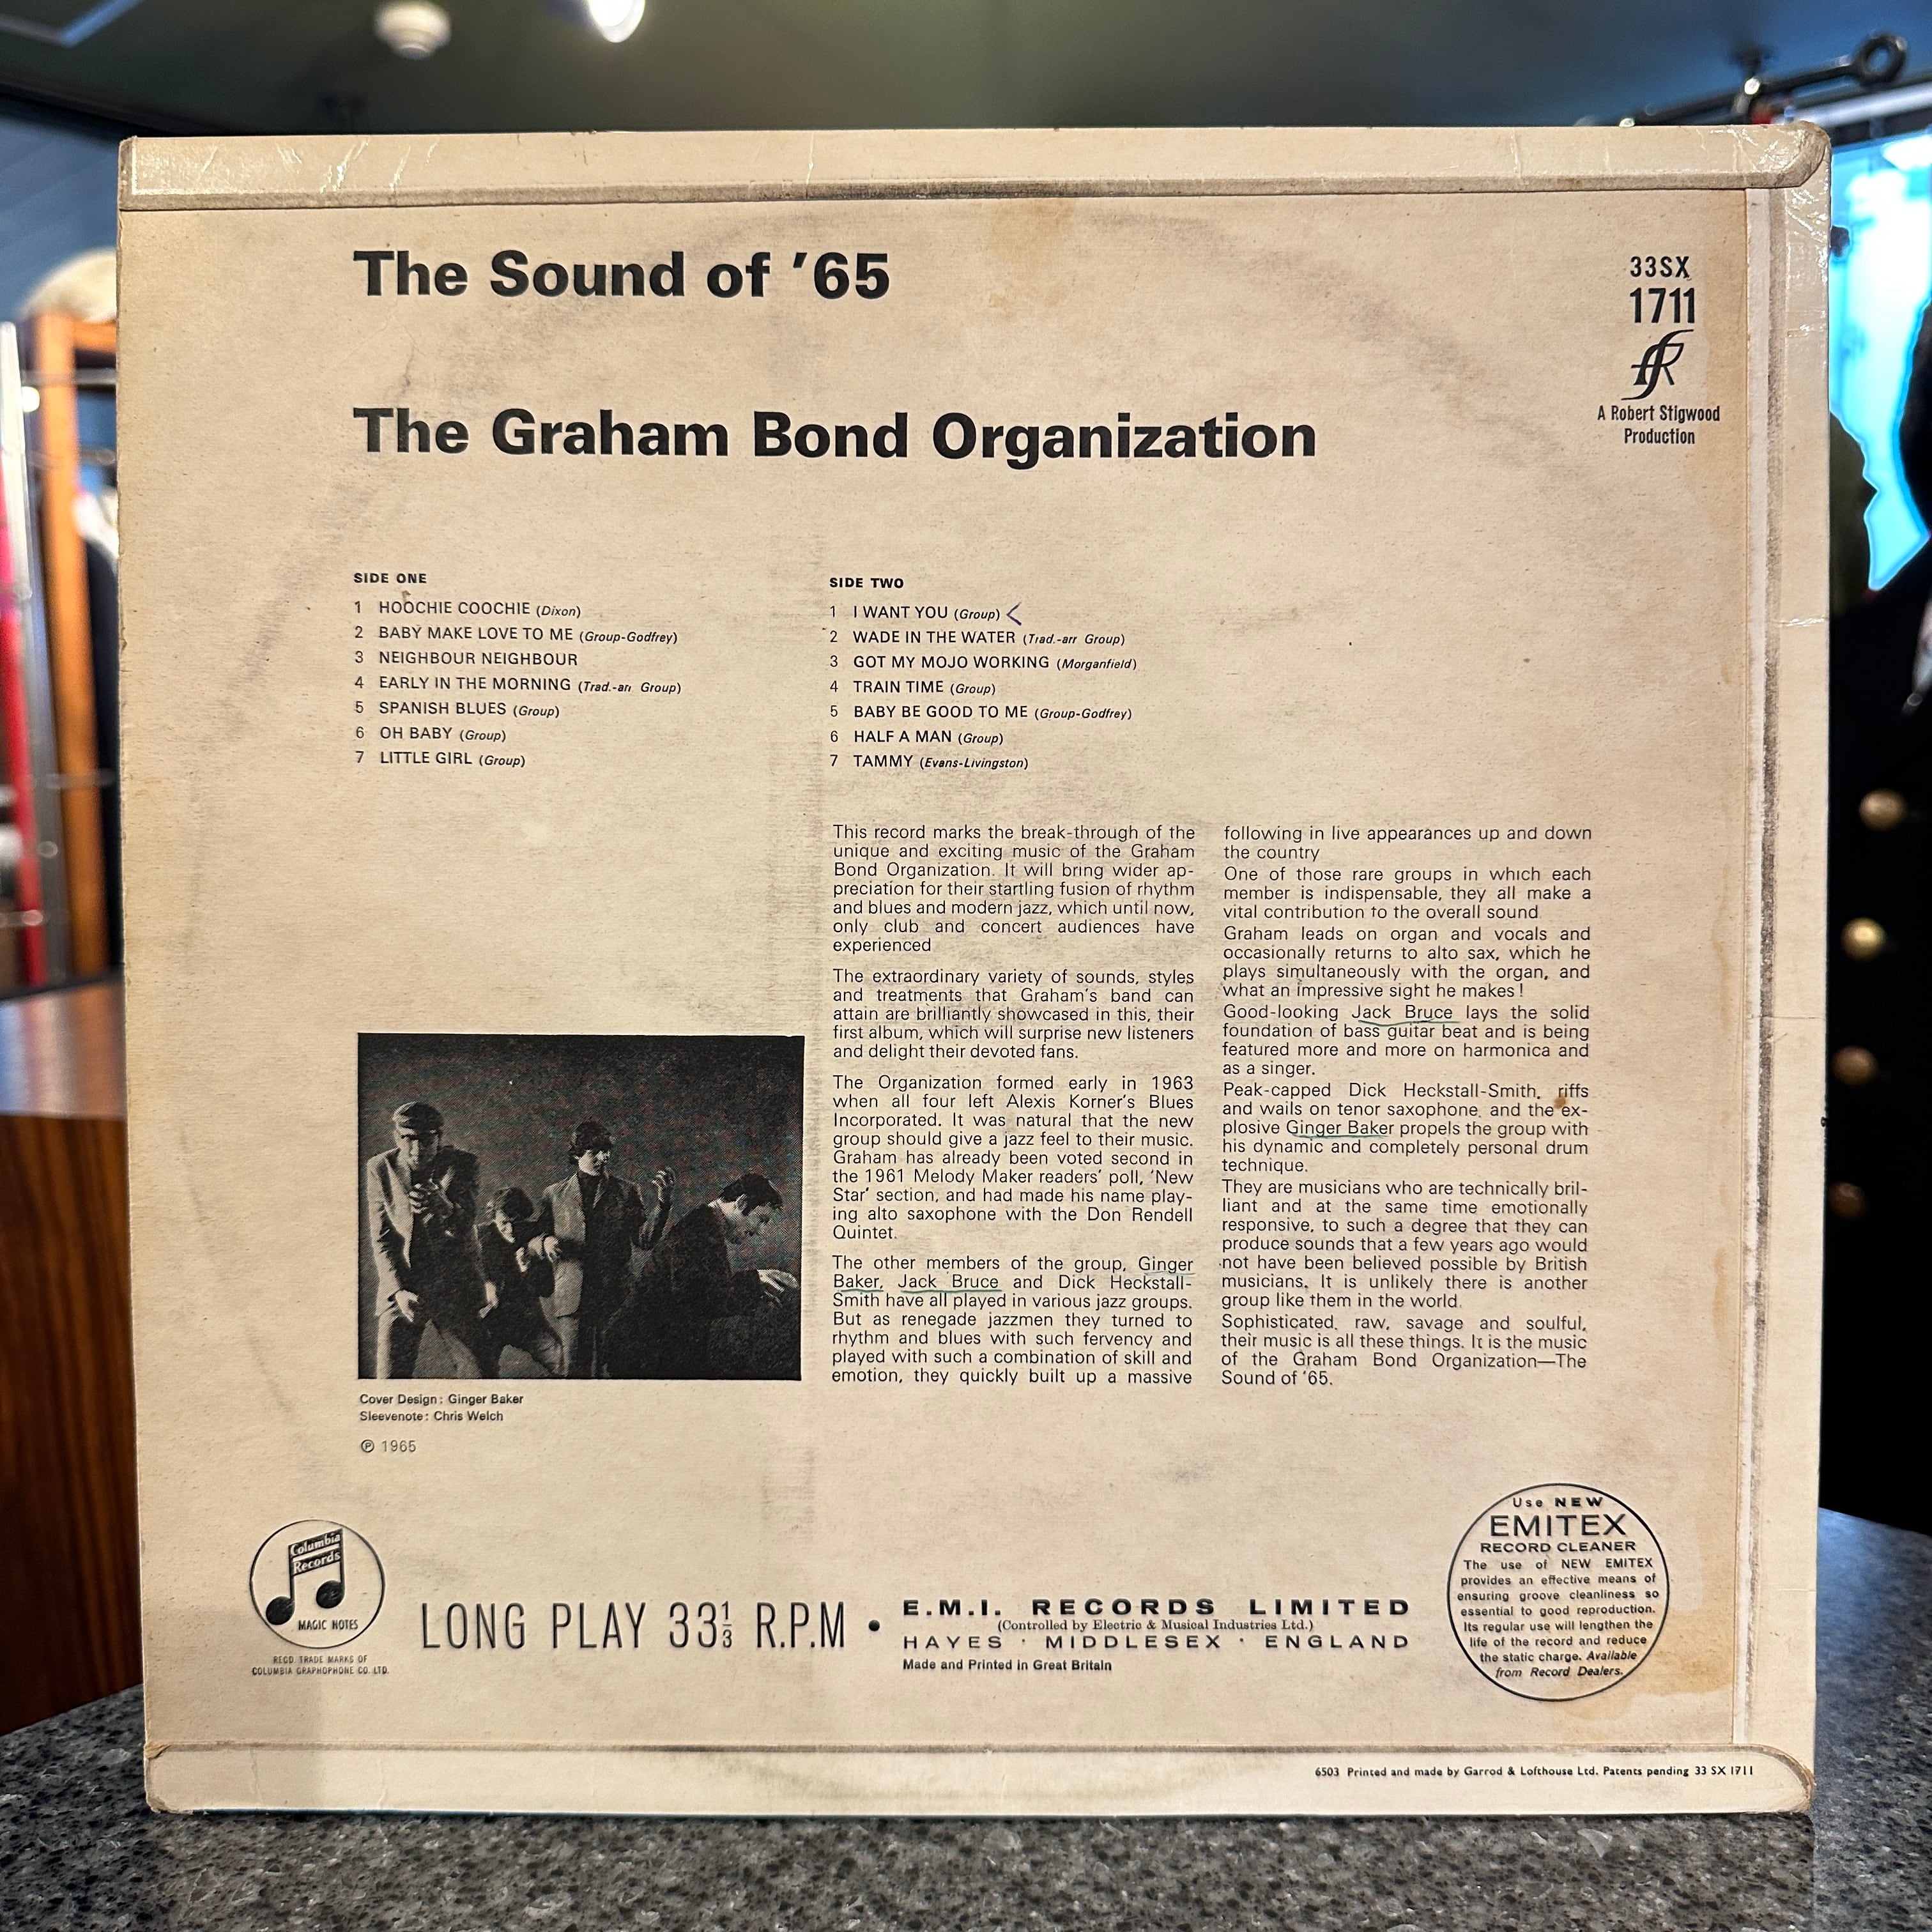 The Sound of ’65
33SX
1711
A Robert Stigwood
Production
The Graham Bond Organization
SIDE ONE
1 HOOCHIE COOCHIE (Dixon)
2 BABY MAKE LOVE TO ME (Group-Godfrey)
3 NEIGHBOUR NEIGHBOUR
4 EARLY IN THE MORNING (Trad.-arr Group)
5 SPANISH BLUES (Group)
6 OH BABY (Group)
7 LITTLE GIRL (Group)
SIDE TWO
1 I WANT YOU (Group)
2 WADE IN THE WATER (Trad.-arr Group)
3 GOT MY MOJO WORKING (Morganfield)
4 TRAIN TIME (Group)
5 BABY BE GOOD TO ME (Group-Godfrey)
6 HALF A MAN (Group)
7 TAMMY (Evans-Livingston)
This record marks the break-through of the
unique and exciting music of the Graham
Bond Organization. It will bring wider ap-
preciation for their startling fusion of rhythm
and blues and modern jazz, which until now,
only club and concert audiences have
experienced
The extraordinary variety of sounds, styles
and treatments that Graham’s band can
attain are brilliantly showcased in this, their
first album, which will surprise new listeners
and delight their devoted fans.
The Organization formed early in 1963
when all four left Alexis Korner’s Blues
Incorporated. It was natural that the new
group should give a jazz feel to their music.
Graham has already been voted second in
the 1961 Melody Maker readers’ poll, ‘New
Star’ section, and had made his name play-
ing alto saxophone with the Don Rendell
Quintet.
The other members of the group, Ginger
Baker, Jack Bruce and Dick Heckstall-
Smith have all played in various jazz groups.
But as renegade jazzmen they turned to
rhythm and blues with such fervency and
played with such a combination of skill and
emotion, they quickly built up a massive
following in live appearances up and down
the country
One of those rare groups in which each
member is indispensable, they all make a
vital contribution to the overall sound
Graham leads on organ and vocals and
occasionally returns to alto sax, which he
plays simultaneously with the organ, and
what an impressive sight he makes!
Good-looking Jack Bruce lays the solid
foundation of bass guitar beat and is being
featured more and more on harmonica and
as a singer.
Peak-capped Dick Heckstall-Smith, riffs
and wails on tenor saxophone, and the ex-
plosive Ginger Baker propels the group with
his dynamic and completely personal drum
technique.
They are musicians who are technically bril-
liant and at the same time emotionally
responsive, to such a degree that they can
produce sounds that a few years ago would
not have been believed possible by British
musicians. It is unlikely there is another
group like them in the world.
Sophisticated, raw, savage and soulful,
their music is all these things. It is the music
of the Graham Bond Organization—The
Sound of ’65.
Cover Design: Ginger Baker
Sleevenote: Chris Welch
℗ 1965
Columbia
Records
MAGIC NOTES
REGD. TRADE MARKS OF
COLUMBIA GRAPHOPHONE CO. LTD.
LONG PLAY 33⅓ R.P.M •
E.M.I. RECORDS LIMITED
(Controlled by Electric & Musical Industries Ltd.)
HAYES · MIDDLESEX · ENGLAND
Made and Printed in Great Britain
Use NEW
EMITEX
RECORD CLEANER
The use of NEW EMITEX
provides an effective means of
ensuring groove cleanliness so
essential to good reproduction.
Its regular use will lengthen the
life of the record and reduce
the static charge. Available
from Record Dealers.
6503 Printed and made by Garrod & Lofthouse Ltd. Patents pending 33 SX 1711